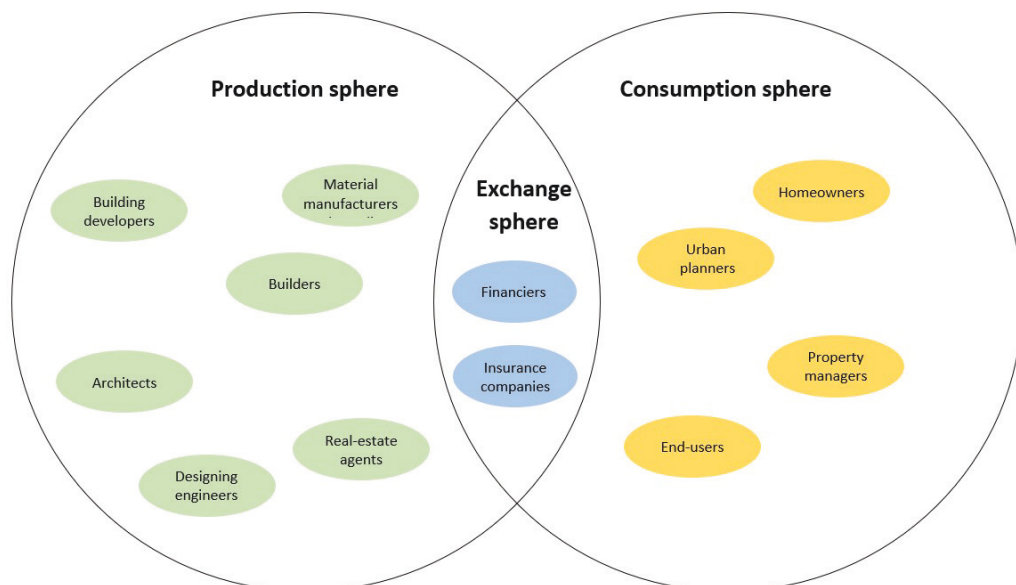 Production sphere
Building
developers
Material
manufacturers
Builders
Architects
Real-estate
agents
Designing
engineers
Exchange
sphere
Financiers
Insurance
companies
Consumption sphere
Homeowners
Urban
planners
Property
managers
End-users